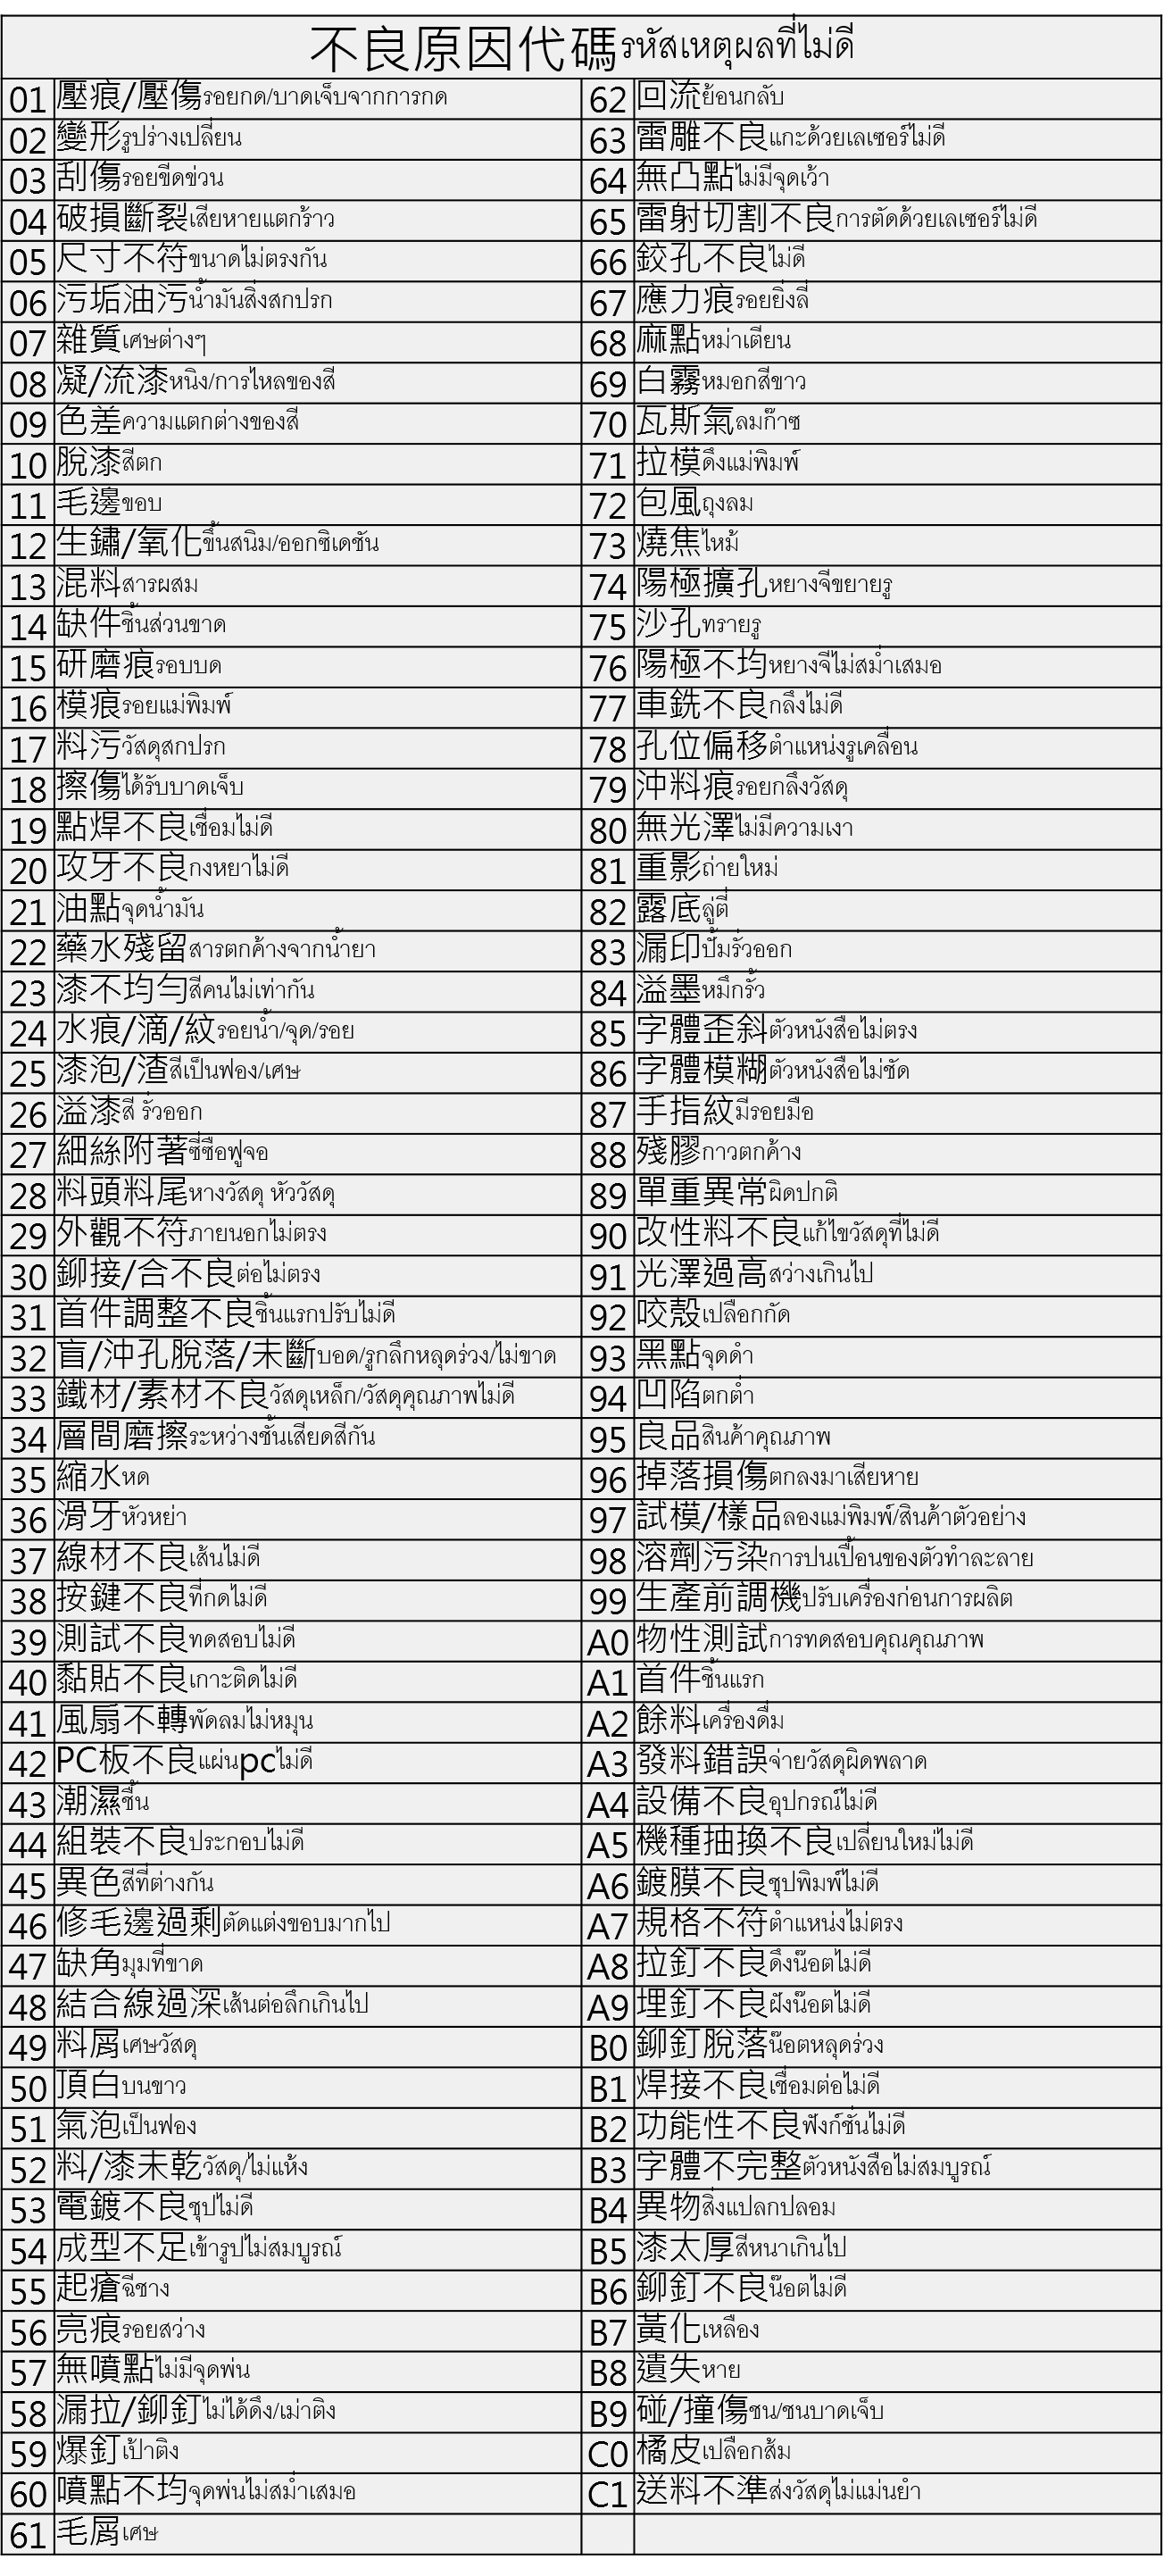 不良原因代碼รหัสเหตุผลที่ไม่ดี
01 壓痕/壓傷รอยกด/บาดเจ็บจากการกด
02 變形รูปร่างเปลี่ยน
03 刮傷รอยขีดข่วน
04 破損斷裂เสียหายแตกร้าว
05 尺寸不符ขนาดไม่ตรงกัน
06 污垢油污น้ำมันสิ่งสกปรก
07 雜質เศษต่างๆ
08 凝/流漆หนิง/การไหลของสี
09 色差ความแตกต่างของสี
10 脫漆สีตก
11 毛邊ขอบ
12 生鏽/氧化ขึ้นสนิม/ออกซิเดชัน
13 混料สารผสม
14 缺件ชิ้นส่วนขาด
15 研磨痕รอบบด
16 模痕รอยแม่พิมพ์
17 料污วัสดุสกปรก
18 擦傷ได้รับบาดเจ็บ
19 點焊不良เชื่อมไม่ดี
20 攻牙不良กงหยาไม่ดี
21 油點จุดน้ำมัน
22 藥水殘留สารตกค้างจากน้ำยา
23 漆不均勻สีคนไม่เท่ากัน
24 水痕/滴/紋รอยน้ำ/จุด/รอย
25 漆泡/渣สีเป็นฟอง/เศษ
26 溢漆สี รั่วออก
27 細絲附著ซี่ซือฟูจอ
28 料頭料尾หางวัสดุ หัววัสดุ
29 外觀不符ภายนอกไม่ตรง
30 鉚接/合不良ต่อไม่ตรง
31 首件調整不良ชิ้นแรกปรับไม่ดี
32 盲/沖孔脫落/未斷บอด/รูกลึกหลุดร่วง/ไม่ขาด
33 鐵材/素材不良วัสดุเหล็ก/วัสดุคุณภาพไม่ดี
34 層間磨擦ระหว่างชั้นเสียดสีกัน
35 縮水หด
36 滑牙หัวหย่า
37 線材不良เส้นไม่ดี
38 按鍵不良ที่กดไม่ดี
39 測試不良ทดสอบไม่ดี
40 黏貼不良เกาะติดไม่ดี
41 風扇不轉พัดลมไม่หมุน
42 PC板不良แผ่นpcไม่ดี
43 潮濕ชื้น
44 組裝不良ประกอบไม่ดี
45 異色สีที่ต่างกัน
46 修毛邊過剩ตัดแต่งขอบมากไป
47 缺角มุมที่ขาด
48 結合線過深เส้นต่อลึกเกินไป
49 料屑เศษวัสดุ
50 頂白บนขาว
51 氣泡เป็นฟอง
52 料/漆未乾วัสดุ/ไม่แห้ง
53 電鍍不良ชุปไม่ดี
54 成型不足เข้ารูปไม่สมบูรณ์
55 起瘡ฉีชาง
56 亮痕รอยสว่าง
57 無噴點ไม่มีจุดพ่น
58 漏拉/鉚釘ไม่ได้ดึง/เม่าติง
59 爆釘เป้าติง
60 噴點不均จุดพ่นไม่สม่ำเสมอ
61 毛屑เศษ
62 回流ย้อนกลับ
63 雷雕不良แกะด้วยเลเซอร์ไม่ดี
64 無凸點ไม่มีจุดเว้า
65 雷射切割不良การตัดด้วยเลเซอร์ไม่ดี
66 鉸孔不良ไม่ดี
67 應力痕รอยยิ่งลี่
68 麻點หม่าเตียน
69 白霧หมอกสีขาว
70 瓦斯氣ลมก๊าซ
71 拉模ดึงแม่พิมพ์
72 包風ถุงลม
73 燒焦ไหม้
74 陽極擴孔หยางจีขยายรู
75 沙孔ทรายรู
76 陽極不均หยางจีไม่สม่ำเสมอ
77 車銑不良กลึงไม่ดี
78 孔位偏移ตำแหน่งรูเคลื่อน
79 沖料痕รอยกลึงวัสดุ
80 無光澤ไม่มีความเงา
81 重影ถ่ายใหม่
82 露底ลู่ตี่
83 漏印ปั้มรั่วออก
84 溢墨หมึกรั้ว
85 字體歪斜ตัวหนังสือไม่ตรง
86 字體模糊ตัวหนังสือไม่ชัด
87 手指紋มีรอยมือ
88 殘膠กาวตกค้าง
89 單重異常ผิดปกติ
90 改性料不良แก้ไขวัสดุที่ไม่ดี
91 光澤過高สว่างเกินไป
92 咬殼เปลือกกัด
93 黑點จุดดำ
94 凹陷ตกต่ำ
95 良品สินค้าคุณภาพ
96 掉落損傷ตกลงมาเสียหาย
97 試模/樣品ลองแม่พิมพ์/สินค้าตัวอย่าง
98 溶劑污染การปนเปื้อนของตัวทำละลาย
99 生產前調機ปรับเครื่องก่อนการผลิต
A0 物性測試การทดสอบคุณคุณภาพ
A1 首件ชิ้นแรก
A2 餘料เครื่องดื่ม
A3 發料錯誤จ่ายวัสดุผิดพลาด
A4 設備不良อุปกรณ์ไม่ดี
A5 機種抽換不良เปลี่ยนใหม่ไม่ดี
A6 鍍膜不良ชุปพิมพ์ไม่ดี
A7 規格不符ตำแหน่งไม่ตรง
A8 拉釘不良ดึงน๊อตไม่ดี
A9 埋釘不良ฝังน๊อตไม่ดี
B0 鉚釘脫落น๊อตหลุดร่วง
B1 焊接不良เชื่อมต่อไม่ดี
B2 功能性不良ฟังก์ชั่นไม่ดี
B3 字體不完整ตัวหนังสือไม่สมบูรณ์
B4 異物สิ่งแปลกปลอม
B5 漆太厚สีหนาเกินไป
B6 鉚釘不良น๊อตไม่ดี
B7 黃化เหลือง
B8 遺失หาย
B9 碰/撞傷ชน/ชนบาดเจ็บ
C0 橘皮เปลือกส้ม
C1 送料不準ส่งวัสดุไม่แม่นยำ